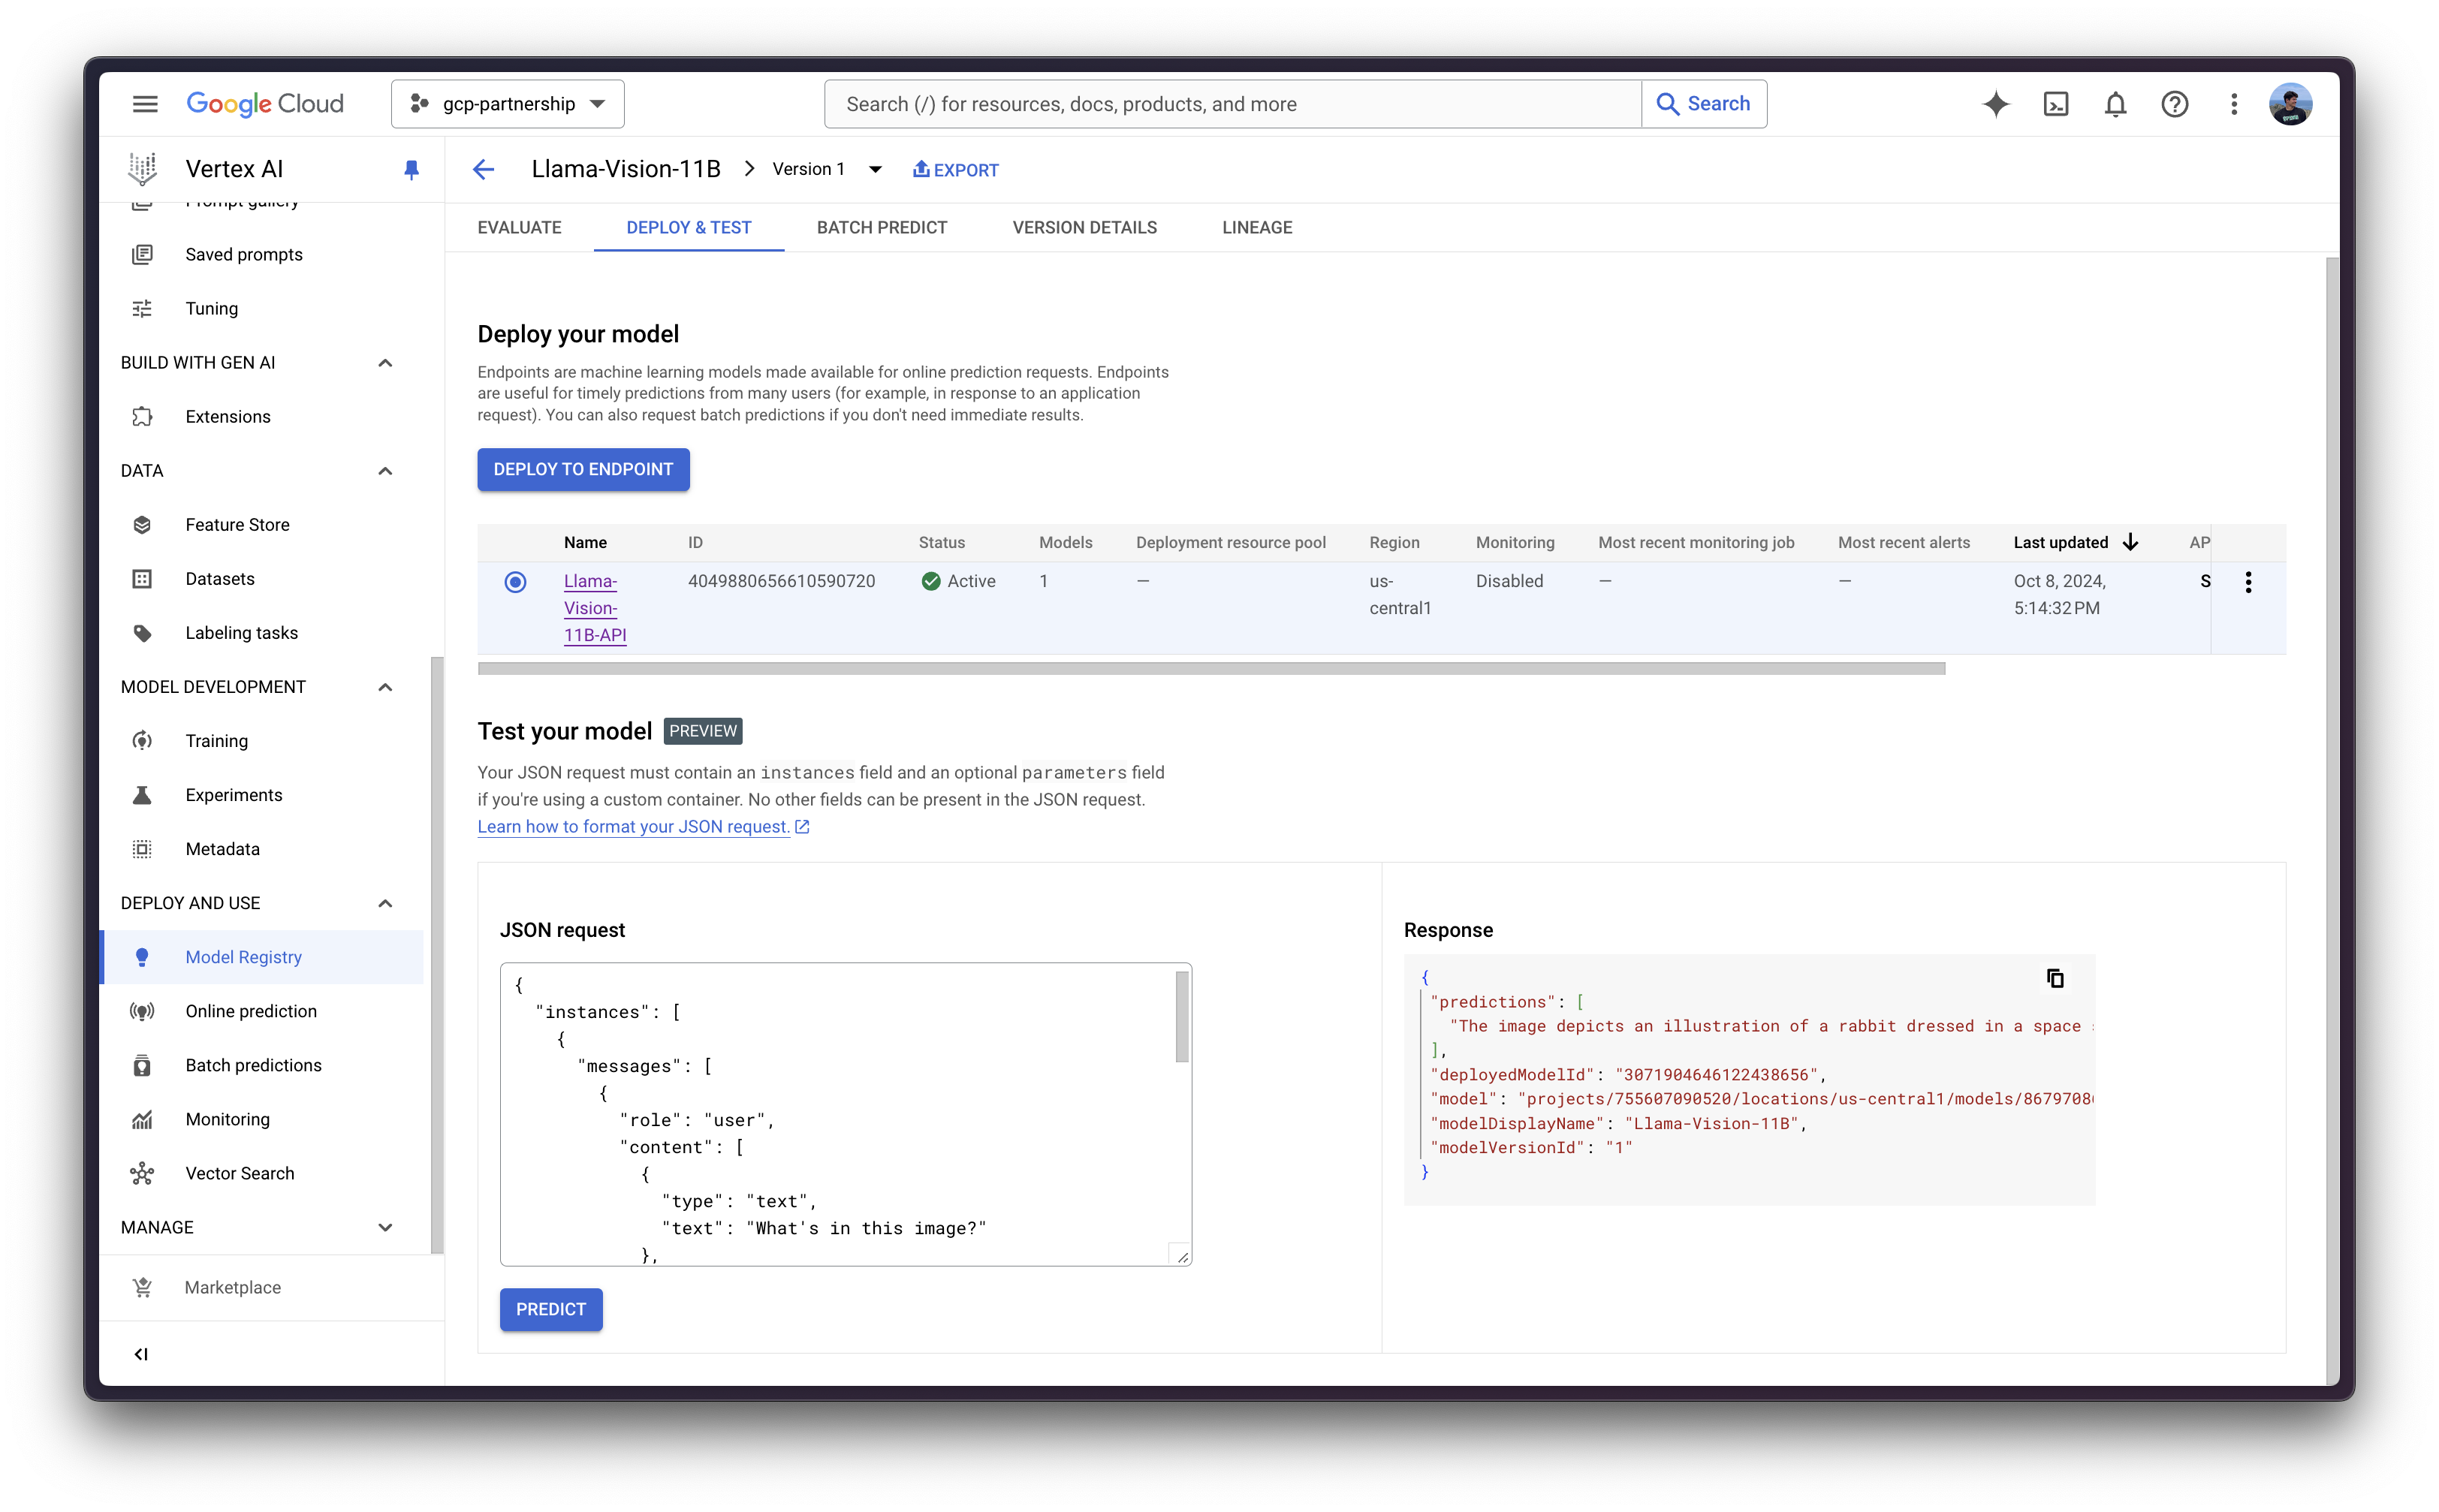 Google Cloud
gcp-partnership
Search (/) for resources, docs, products, and more
Search
Vertex AI
Prompt gallery
Saved prompts
Tuning
BUILD WITH GEN AI
Extensions
DATA
Feature Store
Datasets
Labeling tasks
MODEL DEVELOPMENT
Training
Experiments
Metadata
DEPLOY AND USE
Model Registry
Online prediction
Batch predictions
Monitoring
Vector Search
MANAGE
Marketplace
Llama-Vision-11B
Version 1
EXPORT
EVALUATE
DEPLOY & TEST
BATCH PREDICT
VERSION DETAILS
LINEAGE
Deploy your model
Endpoints are machine learning models made available for online prediction requests. Endpoints
are useful for timely predictions from many users (for example, in response to an application
request). You can also request batch predictions if you don't need immediate results.
DEPLOY TO ENDPOINT
Name ID Status Models Deployment resource pool Region Monitoring Most recent monitoring job Most recent alerts Last updated AP
Llama- 4049880656610590720 Active 1 — us- Disabled — — Oct 8, 2024, S
Vision- central1 5:14:32 PM
11B-API
Test your model PREVIEW
Your JSON request must contain an instances field and an optional parameters field
if you're using a custom container. No other fields can be present in the JSON request.
Learn how to format your JSON request.
JSON request
{
"instances": [
{
"messages": [
{
"role": "user",
"content": [
{
"type": "text",
"text": "What's in this image?"
},
PREDICT
Response
{
"predictions": [
"The image depicts an illustration of a rabbit dressed in a space
],
"deployedModelId": "3071904646122438656",
"model": "projects/755607090520/locations/us-central1/models/8679708
"modelDisplayName": "Llama-Vision-11B",
"modelVersionId": "1"
}